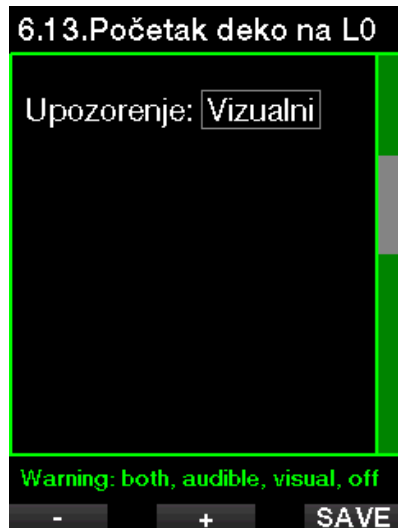 6.13.Početak deko na L0
Upozorenje: Vizualni
Warning: both, audible, visual, off
- + SAVE